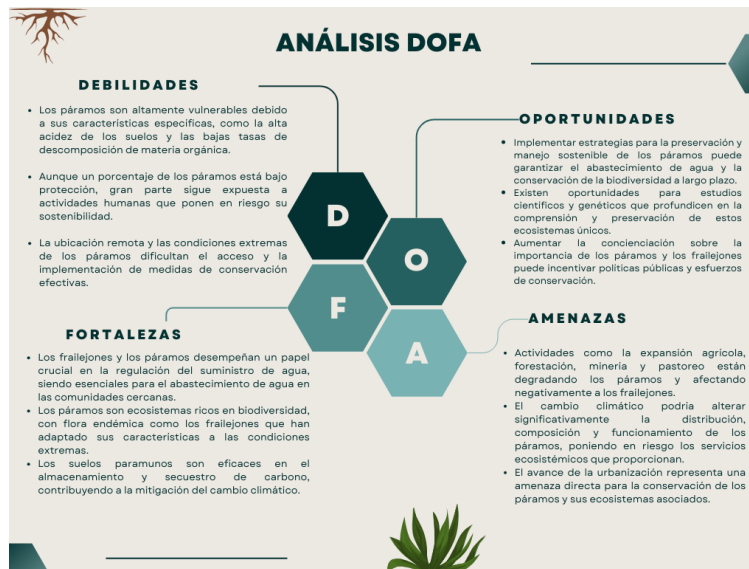 ANÁLISIS DOFA
DEBILIDADES
• Los páramos son altamente vulnerables debido
a sus características específicas, como la alta
acidez de los suelos y las bajas tasas de
descomposición de materia orgánica.
• Aunque un porcentaje de los páramos está bajo
protección, gran parte sigue expuesta a
actividades humanas que ponen en riesgo su
sostenibilidad.
• La ubicación remota y las condiciones extremas
de los páramos dificultan el acceso y la
implementación de medidas de conservación
efectivas.
OPORTUNIDADES
• Implementar estrategias para la preservación y
manejo sostenible de los páramos puede
garantizar el abastecimiento de agua y la
conservación de la biodiversidad a largo plazo.
• Existen oportunidades para estudios
científicos y genéticos que profundicen en la
comprensión y preservación de estos
ecosistemas únicos.
• Aumentar la concienciación sobre la
importancia de los páramos y los frailejones
puede incentivar políticas públicas y esfuerzos
de conservación.
D
O
F
A
FORTALEZAS
• Los frailejones y los páramos desempeñan un papel
crucial en la regulación del suministro de agua,
siendo esenciales para el abastecimiento de agua en
las comunidades cercanas.
• Los páramos son ecosistemas ricos en biodiversidad,
con flora endémica como los frailejones que han
adaptado sus características a las condiciones
extremas.
• Los suelos paramunos son eficaces en el
almacenamiento y secuestro de carbono,
contribuyendo a la mitigación del cambio climático.
AMENAZAS
• Actividades como la expansión agrícola,
forestación, minería y pastoreo están
degradando los páramos y afectando
negativamente a los frailejones.
• El cambio climático podría alterar
significativamente la distribución,
composición y funcionamiento de los
páramos, poniendo en riesgo los servicios
ecosistémicos que proporcionan.
• El avance de la urbanización representa una
amenaza directa para la conservación de los
páramos y sus ecosistemas asociados.